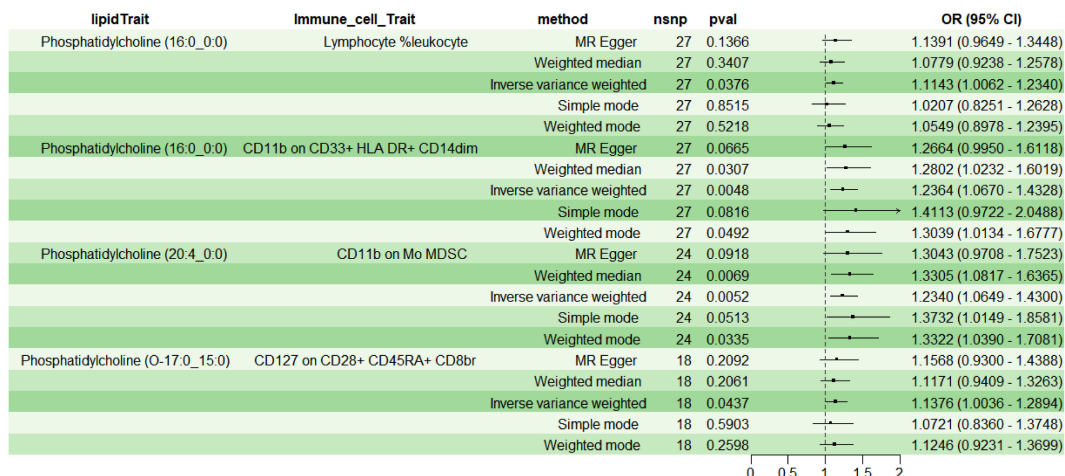 lipidTrait Immune_cell_Trait method nsnp pval OR (95% CI)
Phosphatidylcholine (16:0_0:0) Lymphocyte %leukocyte MR Egger 27 0.1366 1.1391 (0.9649 - 1.3448)
Weighted median 27 0.3407 1.0779 (0.9238 - 1.2578)
Inverse variance weighted 27 0.0376 1.1143 (1.0062 - 1.2340)
Simple mode 27 0.8515 1.0207 (0.8251 - 1.2628)
Weighted mode 27 0.5218 1.0549 (0.8978 - 1.2395)
Phosphatidylcholine (16:0_0:0) CD11b on CD33+ HLA DR+ CD14dim MR Egger 27 0.0665 1.2664 (0.9950 - 1.6118)
Weighted median 27 0.0307 1.2802 (1.0232 - 1.6019)
Inverse variance weighted 27 0.0048 1.2364 (1.0670 - 1.4328)
Simple mode 27 0.0816 1.4113 (0.9722 - 2.0488)
Weighted mode 27 0.0492 1.3039 (1.0134 - 1.6777)
Phosphatidylcholine (20:4_0:0) CD11b on Mo MDSC MR Egger 24 0.0918 1.3043 (0.9708 - 1.7523)
Weighted median 24 0.0069 1.3305 (1.0817 - 1.6365)
Inverse variance weighted 24 0.0052 1.2340 (1.0649 - 1.4300)
Simple mode 24 0.0513 1.3732 (1.0149 - 1.8581)
Weighted mode 24 0.0335 1.3322 (1.0390 - 1.7081)
Phosphatidylcholine (O-17:0_15:0) CD127 on CD28+ CD45RA+ CD8br MR Egger 18 0.2092 1.1568 (0.9300 - 1.4388)
Weighted median 18 0.2061 1.1171 (0.9409 - 1.3263)
Inverse variance weighted 18 0.0437 1.1376 (1.0036 - 1.2894)
Simple mode 18 0.5903 1.0721 (0.8360 - 1.3748)
Weighted mode 18 0.2598 1.1246 (0.9231 - 1.3699)
0 0.5 1 1.5 2